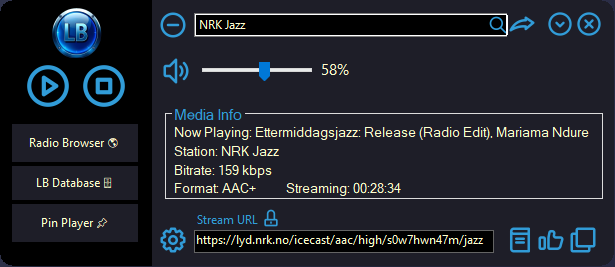 LB
NRK Jazz
58%
Radio Browser
LB Database
Pin Player
Media Info
Now Playing: Ettermiddagsjazz: Release (Radio Edit), Mariama Ndure
Station: NRK Jazz
Bitrate: 159 kbps
Format: AAC+ Streaming: 00:28:34
Stream URL
https://lyd.nrk.no/icecast/aac/high/s0w7hwn47m/jazz